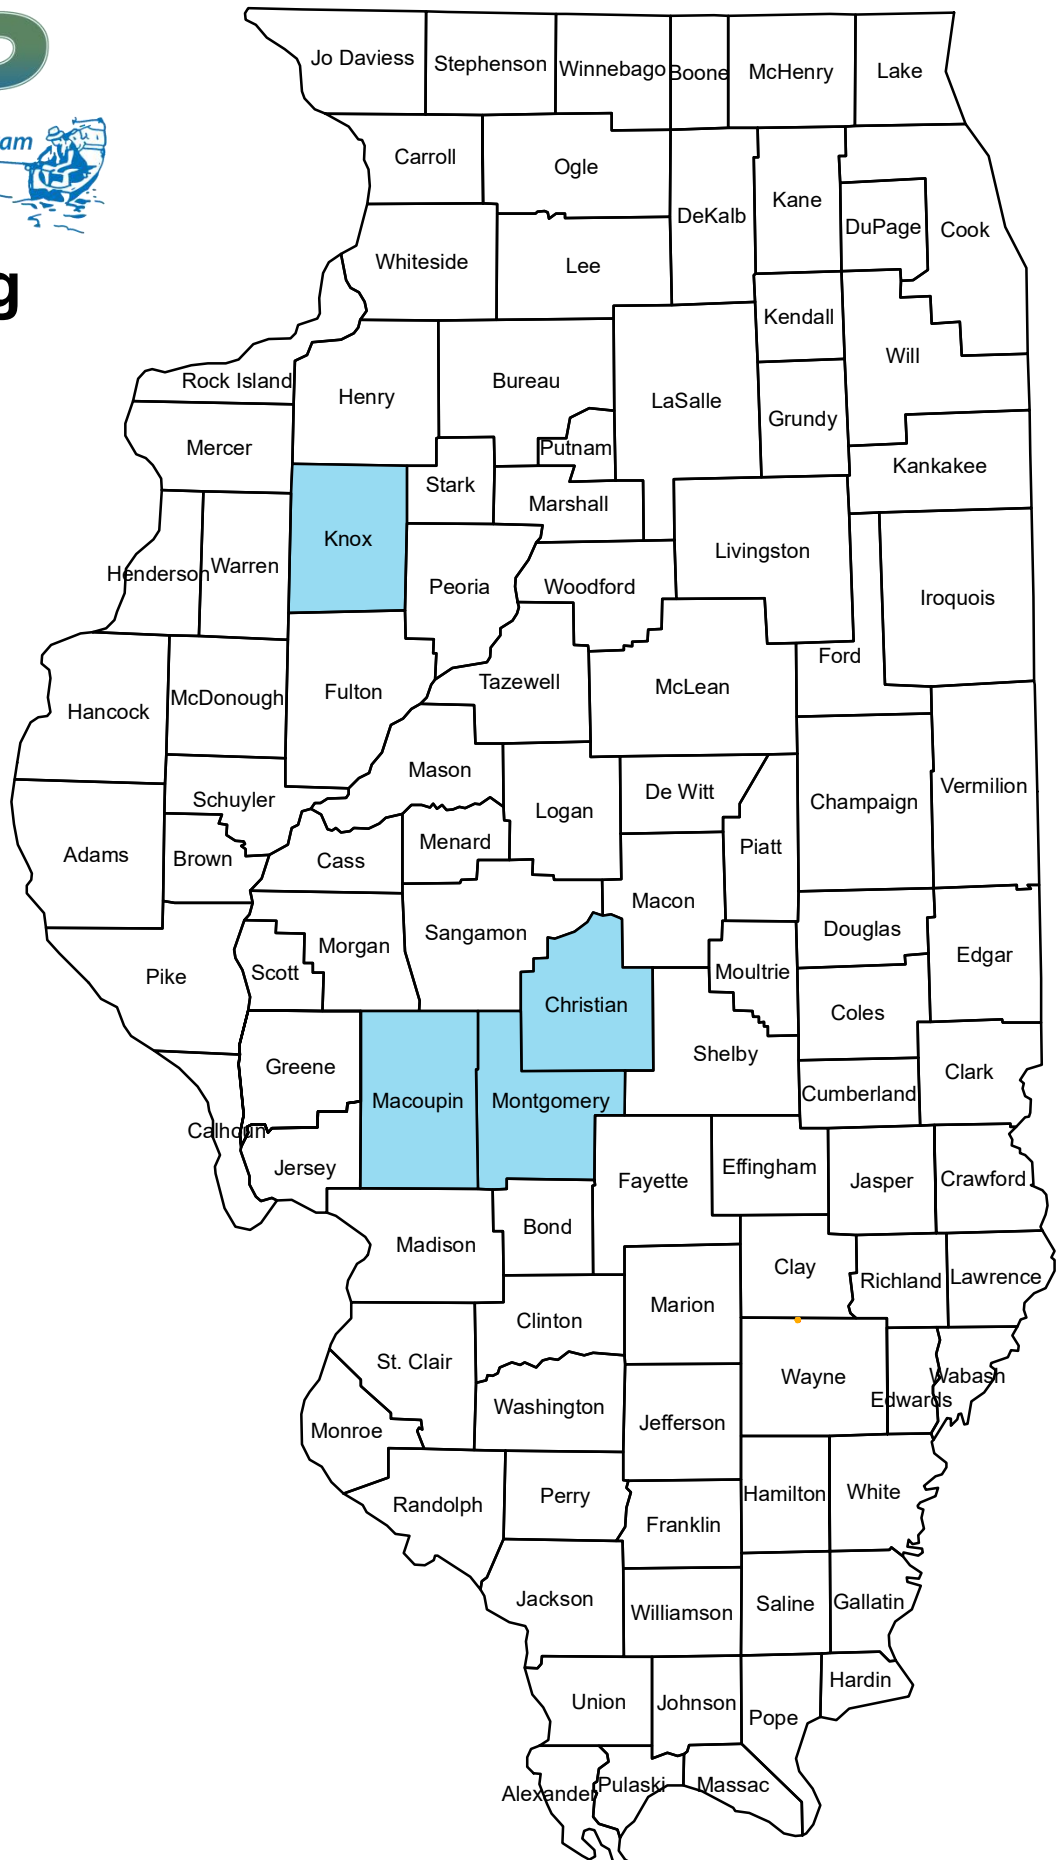 Jo Daviess
Stephenson
Winnebago
Boone
McHenry
Lake
am
Carroll
Ogle
DeKalb
Kane
DuPage
Cook
Whiteside
Lee
g
Kendall
Will
Rock Island
Henry
Bureau
LaSalle
Grundy
Mercer
Putnam
Kankakee
Stark
Marshall
Knox
Livingston
Henderson
Warren
Peoria
Woodford
Iroquois
Ford
Hancock
McDonough
Fulton
Tazewell
McLean
Mason
Schuyler
Logan
De Witt
Champaign
Vermilion
Adams
Brown
Cass
Menard
Piatt
Macon
Pike
Scott
Morgan
Sangamon
Douglas
Edgar
Moultrie
Christian
Coles
Greene
Shelby
Clark
Macoupin
Montgomery
Cumberland
Calhoun
Jersey
Fayette
Effingham
Jasper
Crawford
Madison
Bond
Clay
Richland
Lawrence
Marion
Clinton
St. Clair
Wayne
Wabash
Edwards
Washington
Jefferson
Monroe
Randolph
Perry
Hamilton
White
Franklin
Jackson
Williamson
Saline
Gallatin
Union
Johnson
Pope
Hardin
Alexander
Pulaski
Massac